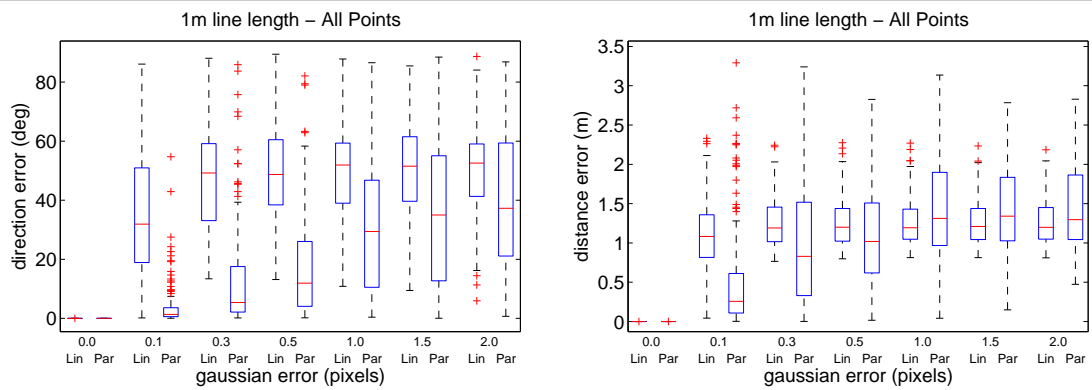 1m line length – All Points
direction error (deg)
80
60
40
20
0
0.0 0.1 0.3 0.5 1.0 1.5 2.0
Lin Par Lin Par Lin Par Lin Par Lin Par Lin Par Lin Par
gaussian error (pixels)
1m line length – All Points
distance error (m)
3.5
3
2.5
2
1.5
1
0.5
0
0.0 0.1 0.3 0.5 1.0 1.5 2.0
Lin Par Lin Par Lin Par Lin Par Lin Par Lin Par Lin Par
gaussian error (pixels)